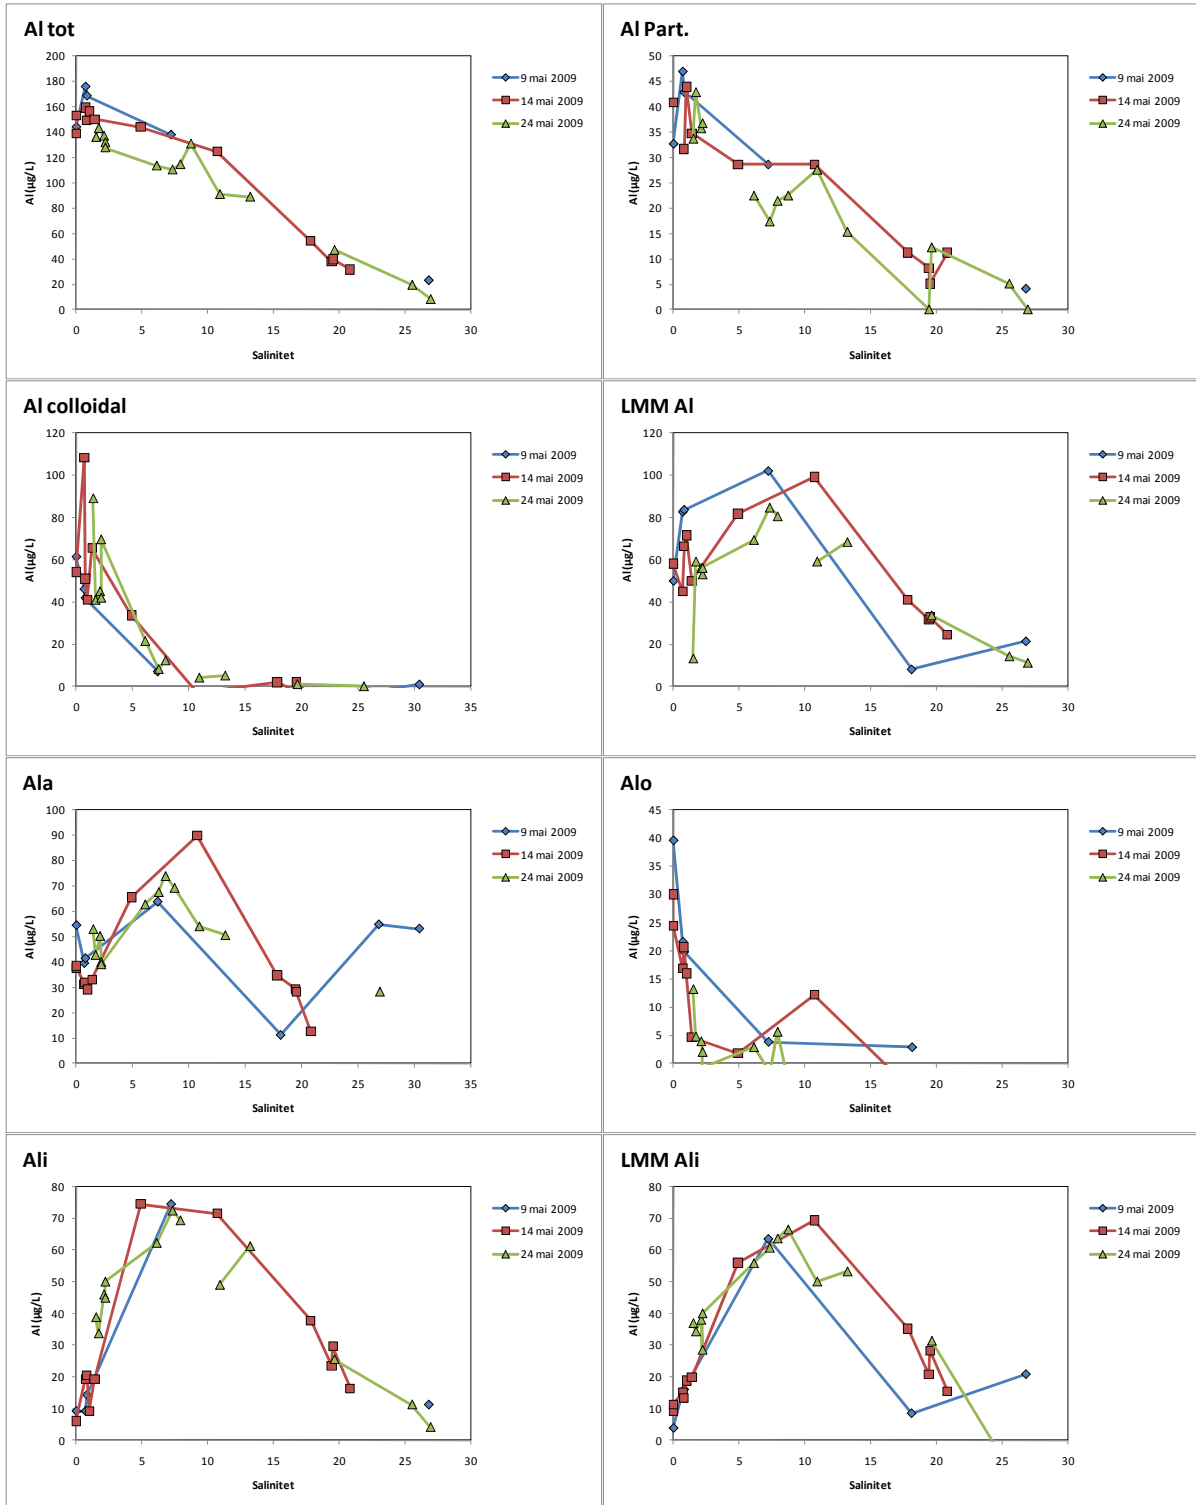 Al tot
200
180
160
140
120
100
80
60
40
20
0
Al (µg/L)
0 5 10 15 20 25 30
Salinitet
9 mai 2009
14 mai 2009
24 mai 2009
Al Part.
50
45
40
35
30
25
20
15
10
5
0
Al (µg/L)
0 5 10 15 20 25 30
Salinitet
9 mai 2009
14 mai 2009
24 mai 2009
Al colloidal
120
100
80
60
40
20
0
Al (µg/L)
0 5 10 15 20 25 30 35
Salinitet
9 mai 2009
14 mai 2009
24 mai 2009
LMM Al
120
100
80
60
40
20
0
Al (µg/L)
0 5 10 15 20 25 30
Salinitet
9 mai 2009
14 mai 2009
24 mai 2009
Ala
100
90
80
70
60
50
40
30
20
10
0
Al (µg/L)
0 5 10 15 20 25 30 35
Salinitet
9 mai 2009
14 mai 2009
24 mai 2009
Alo
45
40
35
30
25
20
15
10
5
0
Al (µg/L)
0 5 10 15 20 25 30
Salinitet
9 mai 2009
14 mai 2009
24 mai 2009
Ali
80
70
60
50
40
30
20
10
0
Al (µg/L)
0 5 10 15 20 25 30
Salinitet
9 mai 2009
14 mai 2009
24 mai 2009
LMM Ali
80
70
60
50
40
30
20
10
0
Al (µg/L)
0 5 10 15 20 25 30
Salinitet
9 mai 2009
14 mai 2009
24 mai 2009